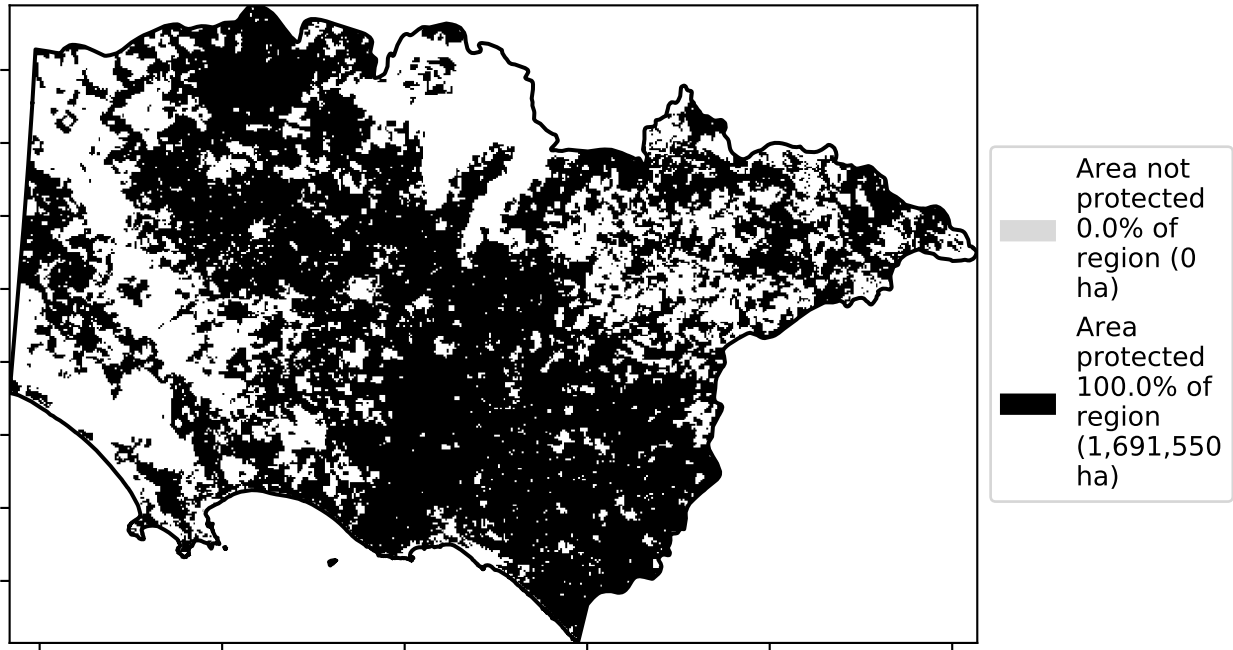 Area not
protected
0.0% of
region (0
ha)
Area
protected
100.0% of
region
(1,691,550
ha)